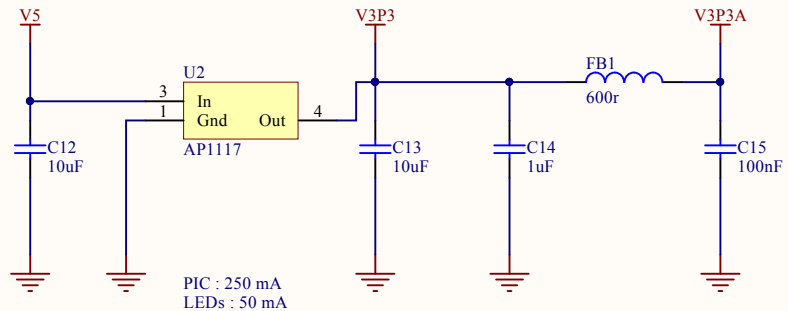 V5
V3P3
V3P3A
U2
FB1
3
In
600r
1
Gnd
Out
4
AP1117
C12
10uF
C13
10uF
C14
1uF
C15
100nF
PIC : 250 mA
LEDs : 50 mA